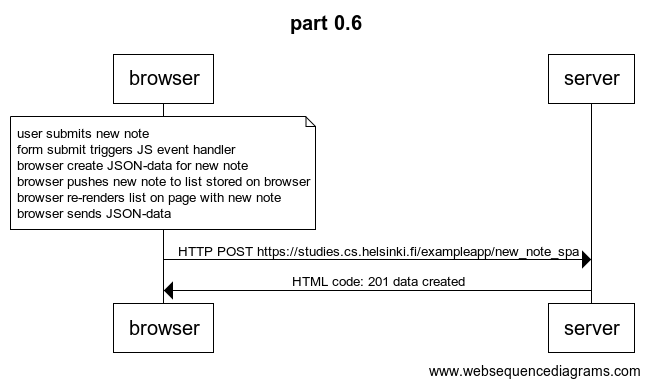 part 0.6
browser
server
user submits new note
form submit triggers JS event handler
browser create JSON-data for new note
browser pushes new note to list stored on browser
browser re-renders list on page with new note
browser sends JSON-data
HTTP POST https://studies.cs.helsinki.fi/exampleapp/new_note_spa
HTML code: 201 data created
browser
server
www.websequencediagrams.com